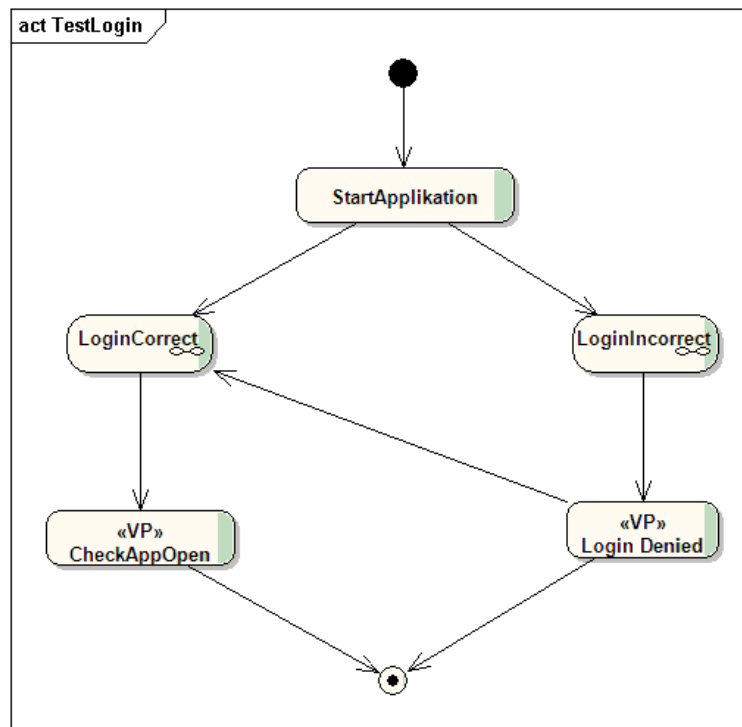 act TestLogin
StartApplikation
LoginCorrect
LoginIncorrect
«VP»
CheckAppOpen
«VP»
Login Denied